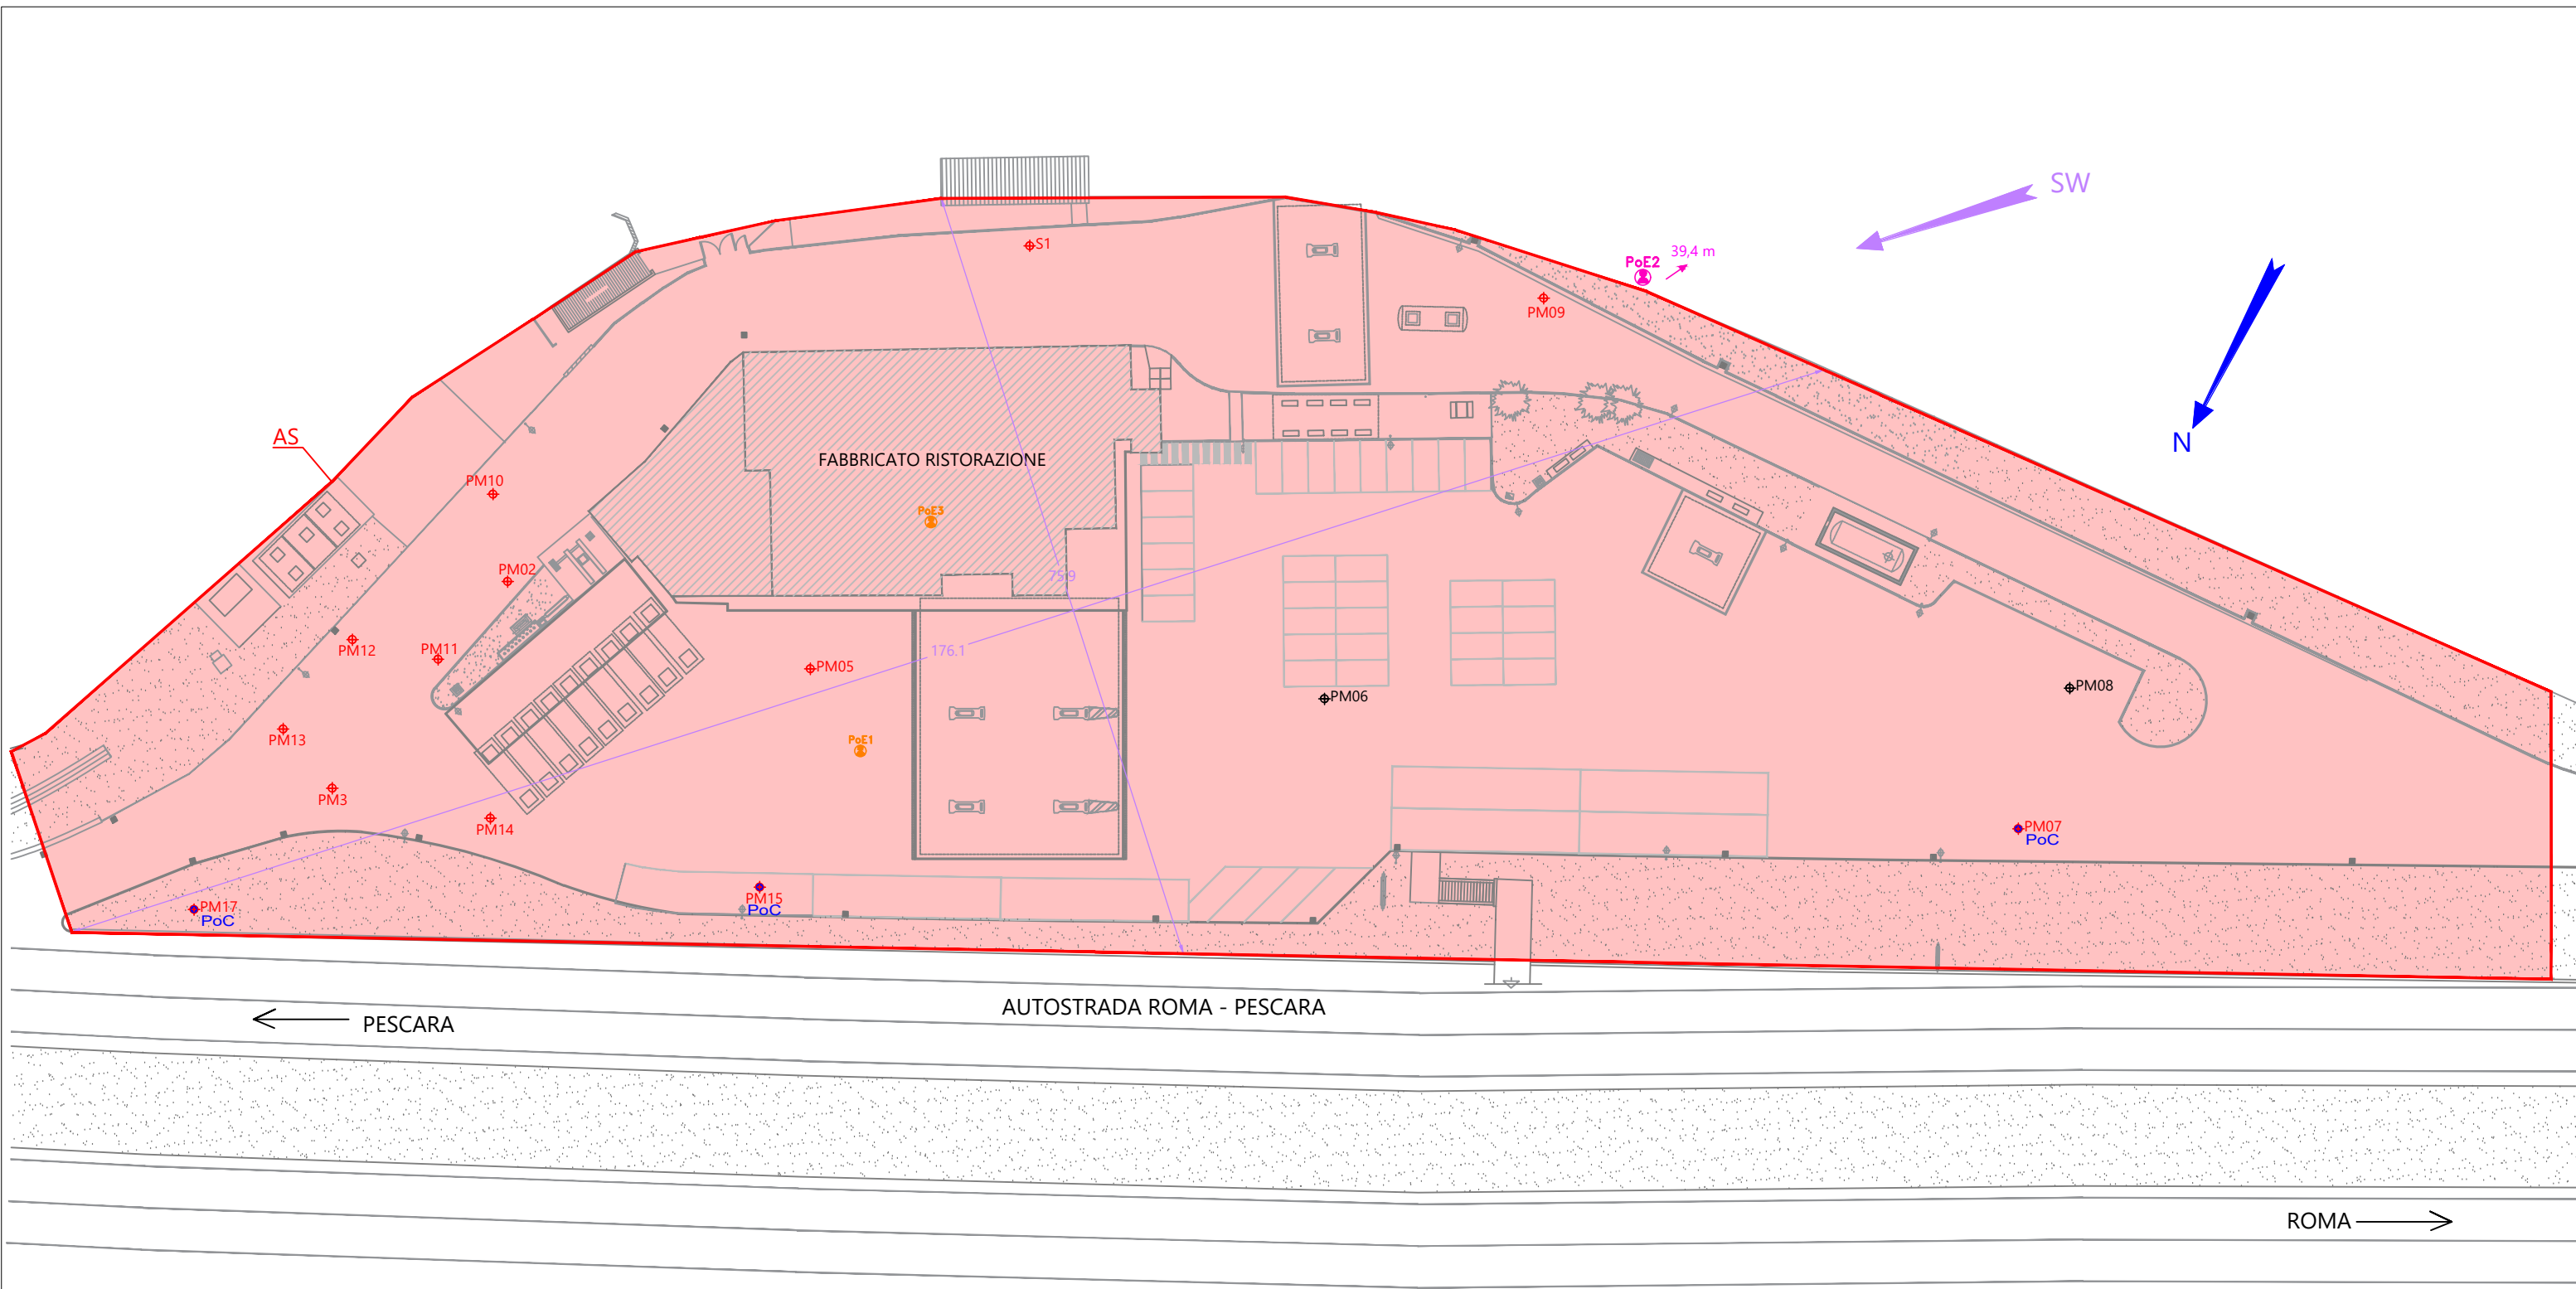 SW
PoE2
39,4 m
S1
PM09
N
AS
FABBRICATO RISTORAZIONE
PM10
PoE3
PM02
75.9
176.1
PM12
PM11
PM05
PM06
PM08
PM13
PoE1
PM3
PM14
PM07
PoC
PM15
PoC
PM17
PoC
AUTOSTRADA ROMA - PESCARA
PESCARA
ROMA